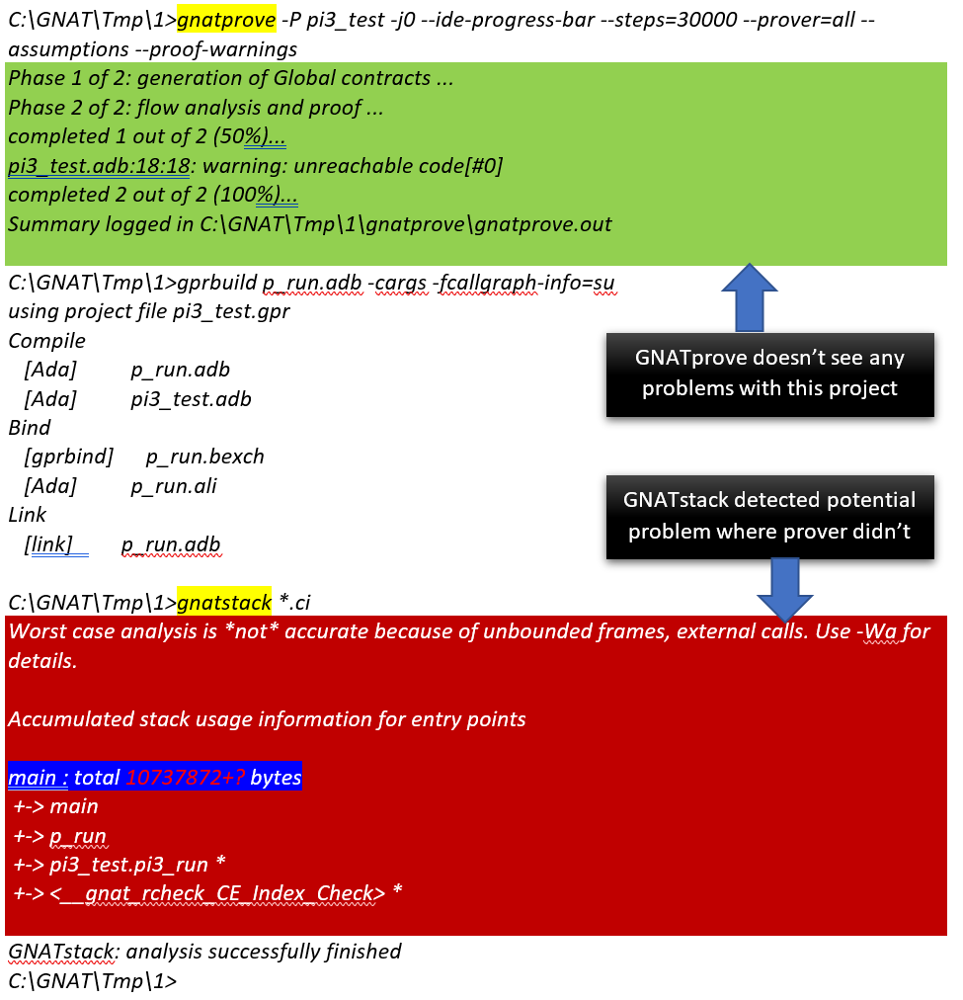 C:\GNAT\Tmp\1>gnatprove -P pi3_test -j0 --ide-progress-bar --steps=30000 --prover=all --
assumptions --proof-warnings
Phase 1 of 2: generation of Global contracts ...
Phase 2 of 2: flow analysis and proof ...
completed 1 out of 2 (50%)...
pi3_test.adb:18:18: warning: unreachable code[#0]
completed 2 out of 2 (100%)...
Summary logged in C:\GNAT\Tmp\1\gnatprove\gnatprove.out
C:\GNAT\Tmp\1>gprbuild p_run.adb -cargs -fcallgraph-info=su
using project file pi3_test.gpr
Compile
[Ada] p_run.adb
[Ada] pi3_test.adb
Bind
[gprbind] p_run.bexch
[Ada] p_run.ali
Link
[link] p_run.adb
GNATprove doesn’t see any
problems with this project
GNATstack detected potential
problem where prover didn’t
C:\GNAT\Tmp\1>gnatstack *.ci
Worst case analysis is *not* accurate because of unbounded frames, external calls. Use -Wa for
details.
Accumulated stack usage information for entry points
main : total 10737872+? bytes
+-> main
+-> p_run
+-> pi3_test.pi3_run *
+-> <__gnat_rcheck_CE_Index_Check> *
GNATstack: analysis successfully finished
C:\GNAT\Tmp\1>